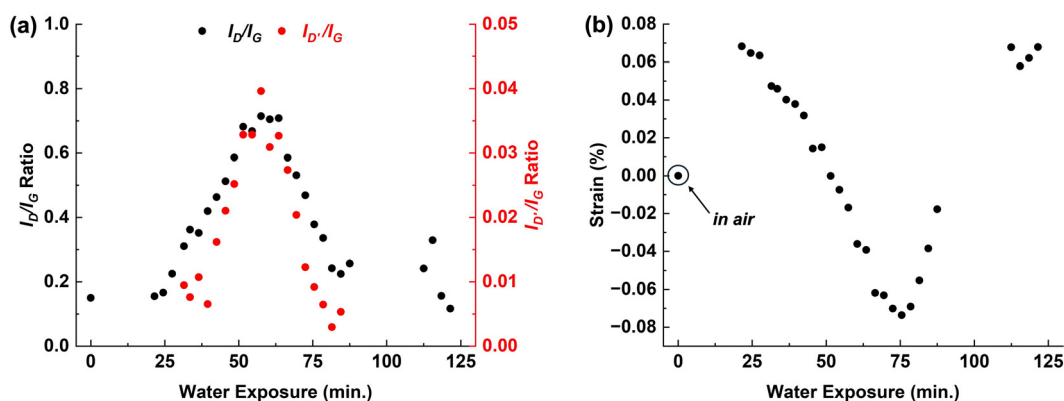 (a)
I_D/I_G
I_D'/I_G
1.0
0.8
0.6
0.4
0.2
0.0
I_D/I_G Ratio
0.05
0.04
0.03
0.02
0.01
0.00
I_D'/I_G Ratio
0 25 50 75 100 125
Water Exposure (min.)
(b)
0.08
0.06
0.04
0.02
0.00
−0.02
−0.04
−0.06
−0.08
Strain (%)
in air
0 25 50 75 100 125
Water Exposure (min.)